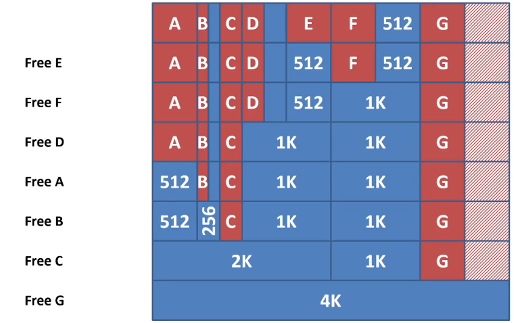 A B C D E F 512 G
Free E A B C D 512 F 512 G
Free F A B C D 512 1K G
Free D A B C 1K 1K G
Free A 512 B C 1K 1K G
Free B 512 256 C 1K 1K G
Free C 2K 1K G
Free G 4K